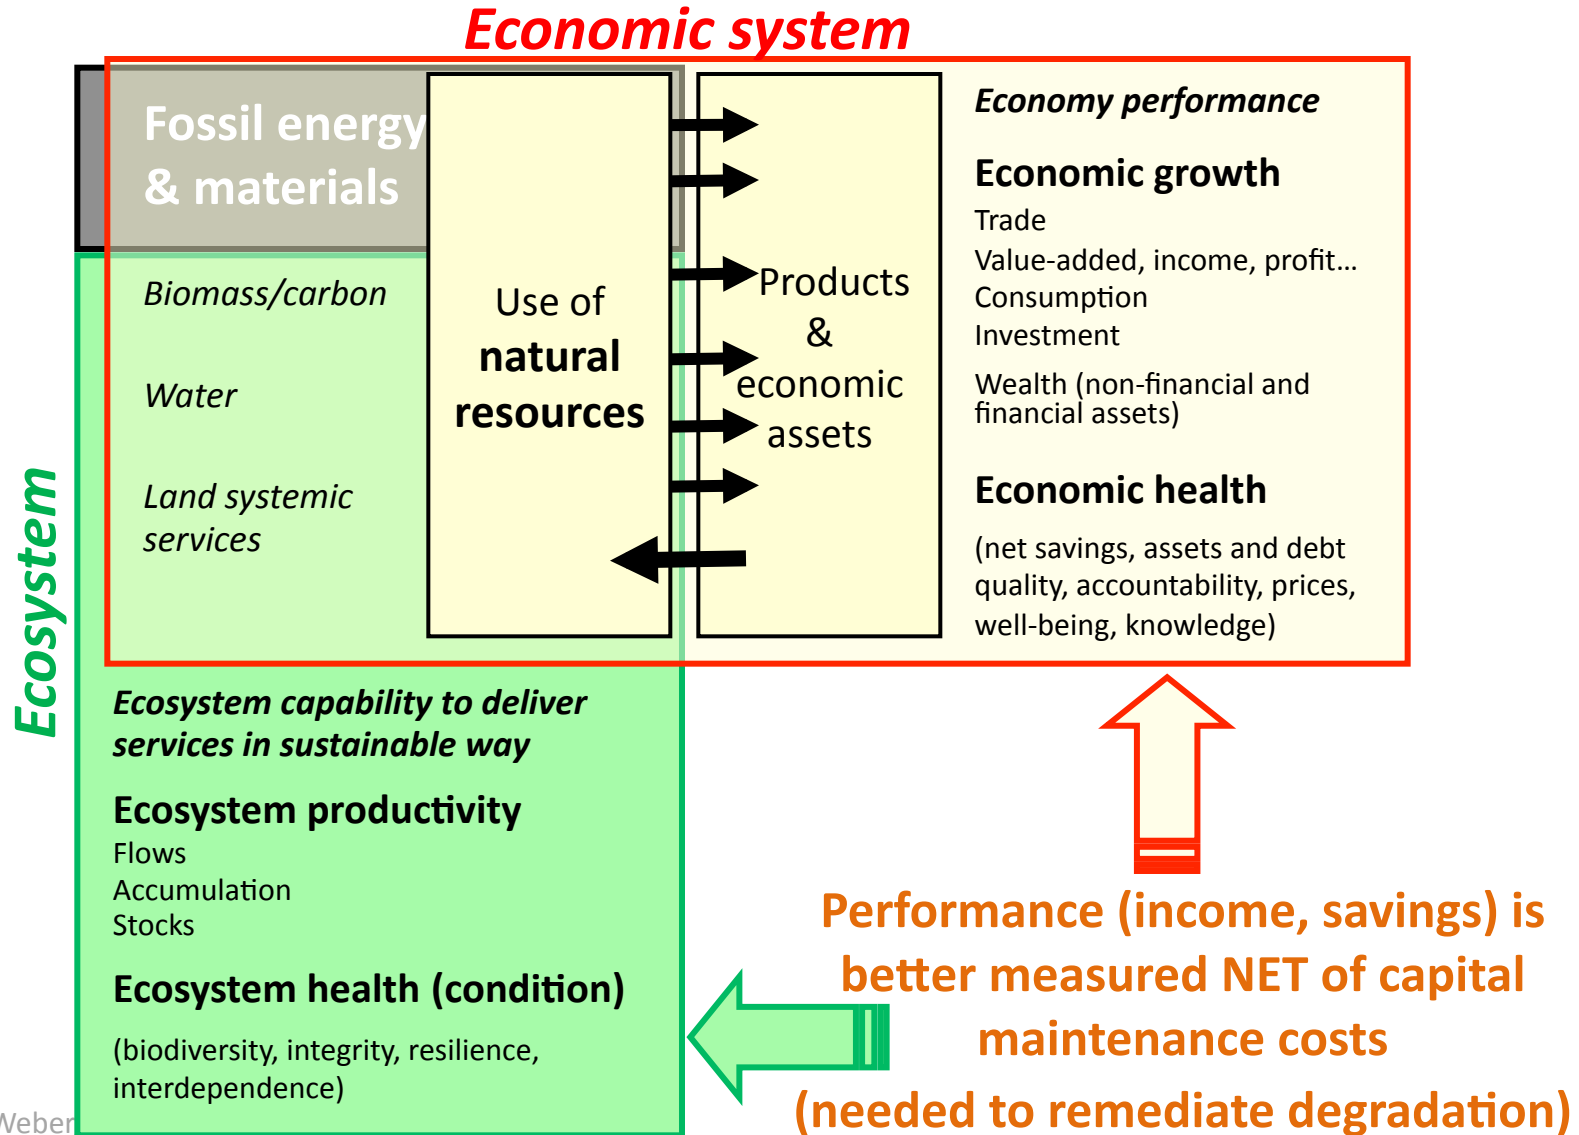 Economic system
Fossil energy
& materials
Biomass/carbon
Water
Land systemic
services
Use of
natural
resources
Products
&
economic
assets
Economy performance
Economic growth
Trade
Value-added, income, profit…
Consumption
Investment
Wealth (non-financial and
financial assets)
Economic health
(net savings, assets and debt
quality, accountability, prices,
well-being, knowledge)
Ecosystem
Ecosystem capability to deliver
services in sustainable way
Ecosystem productivity
Flows
Accumulation
Stocks
Ecosystem health (condition)
(biodiversity, integrity, resilience,
interdependence)
Performance (income, savings) is
better measured NET of capital
maintenance costs
(needed to remediate degradation)
Weber